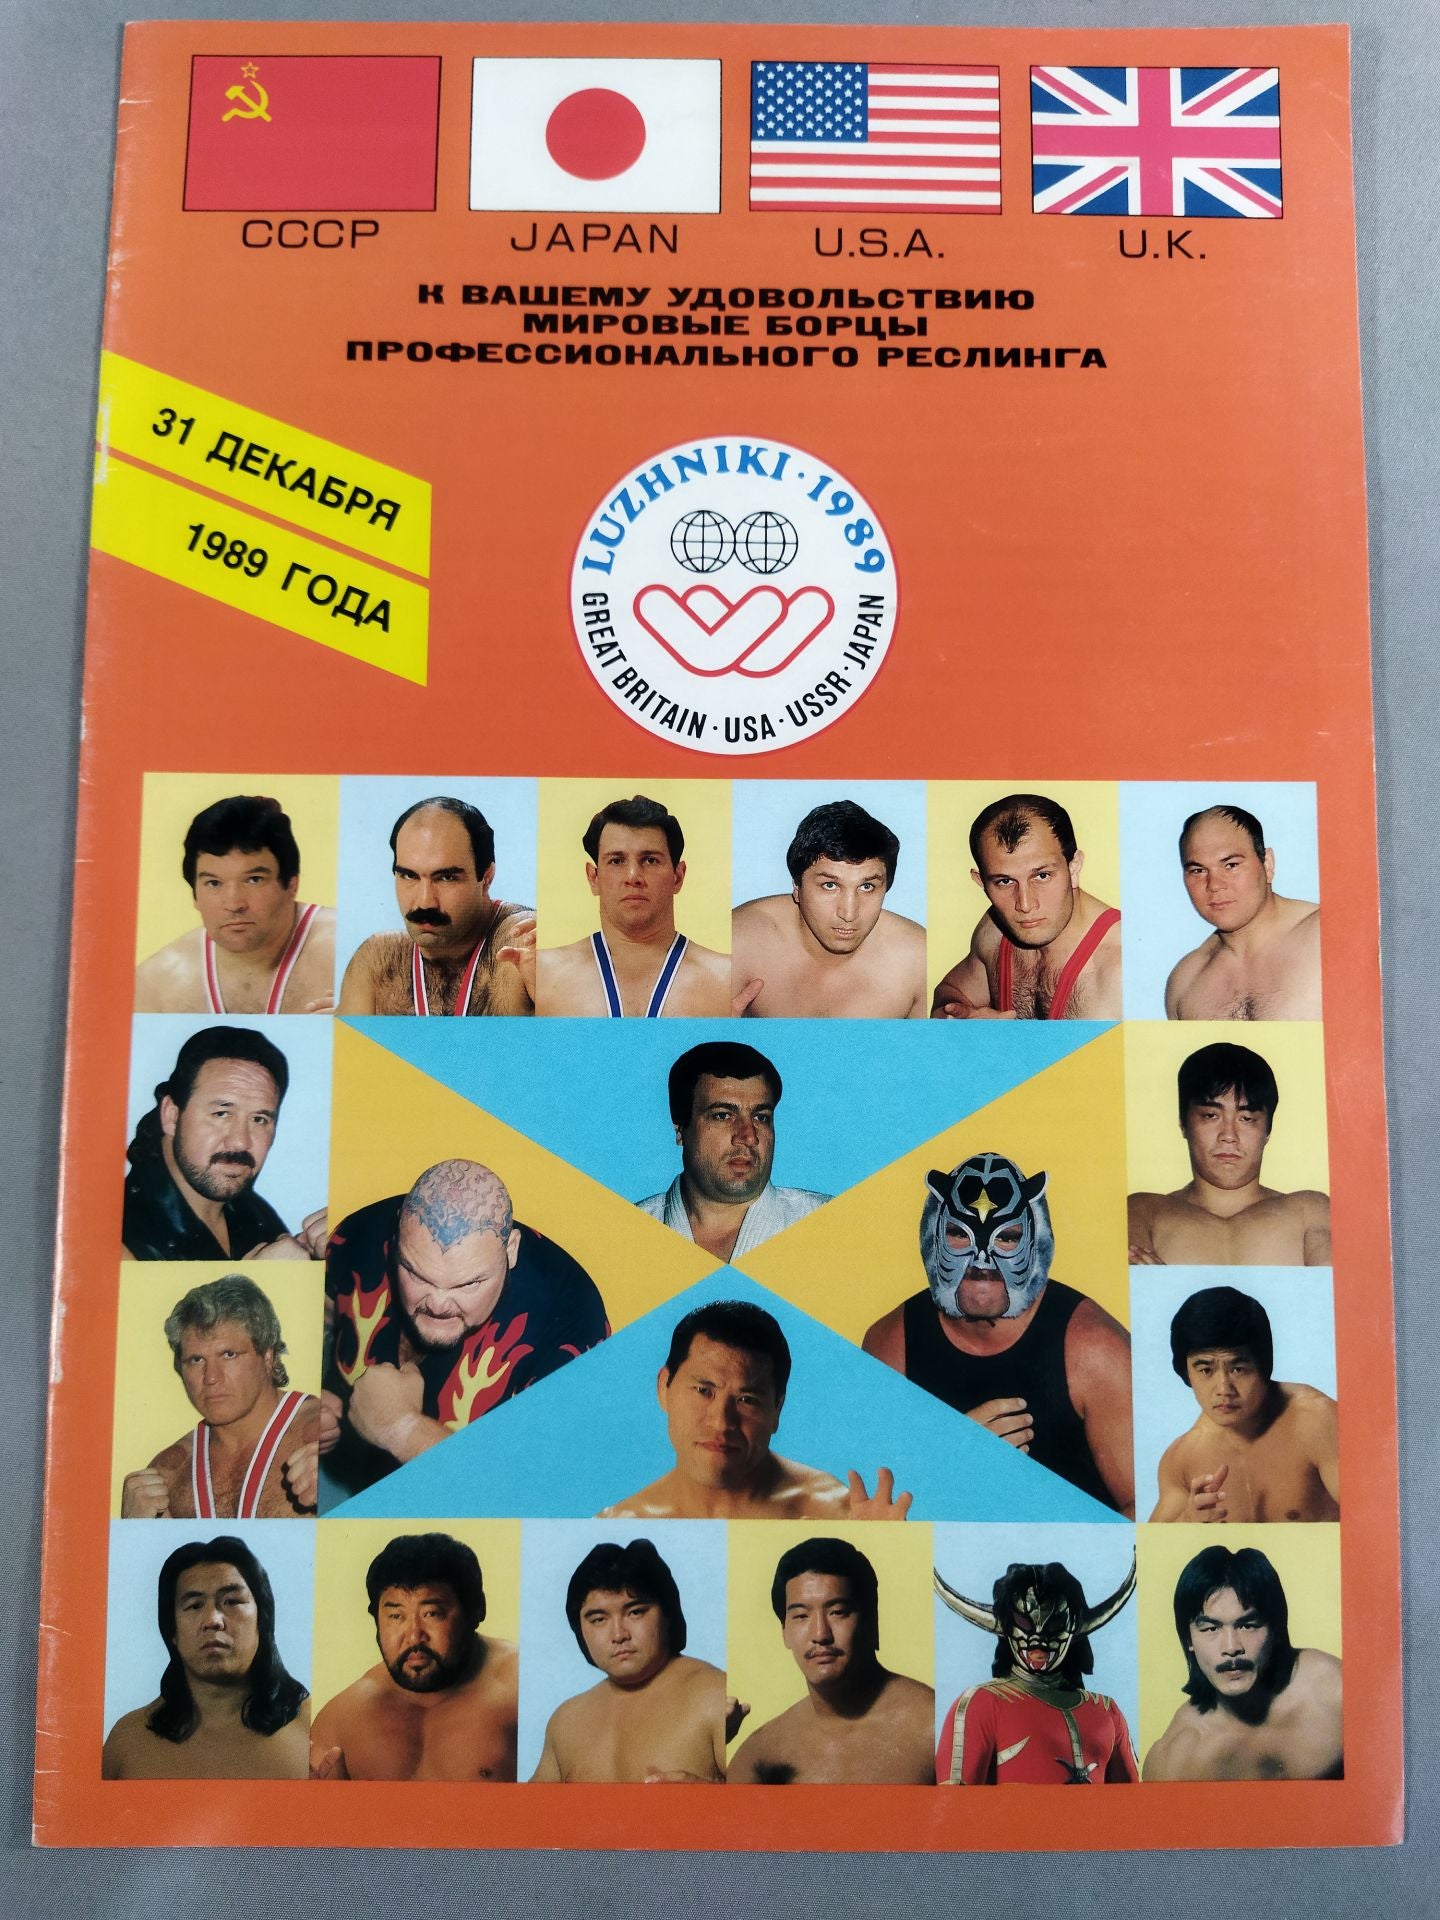 СССР
JAPAN
U.S.A.
U.K.
К ВАШЕМУ УДОВОЛЬСТВИЮ
МИРОВЫЕ БОРЦЫ
ПРОФЕССИОНАЛЬНОГО РЕСЛИНГА
31 ДЕКАБРЯ
1989 ГОДА
LUZHNIKI·1989
GREAT BRITAIN·USA·USSR·JAPAN